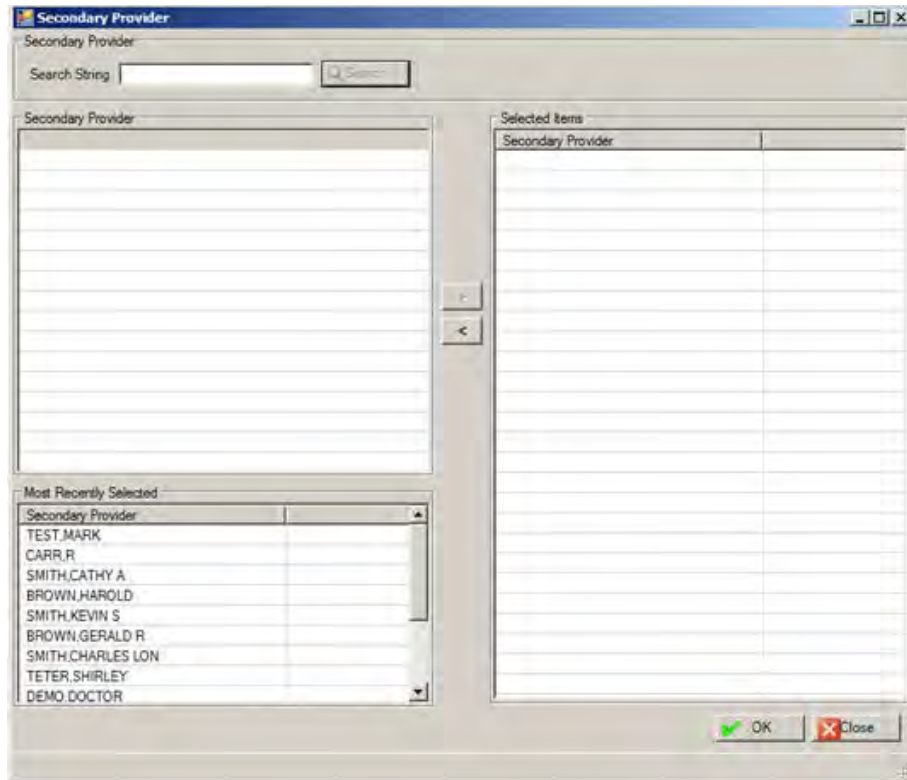 Secondary Provider
Secondary Provider
Search String
Search
Secondary Provider
Selected Items
Secondary Provider
>
<
Most Recently Selected
Secondary Provider
TEST,MARK
CARR,R
SMITH,CATHY A
BROWN,HAROLD
SMITH,KEVIN S
BROWN,GERALD R
SMITH,CHARLES LON
TETER,SHIRLEY
DEMO,DOCTOR
OK
Close